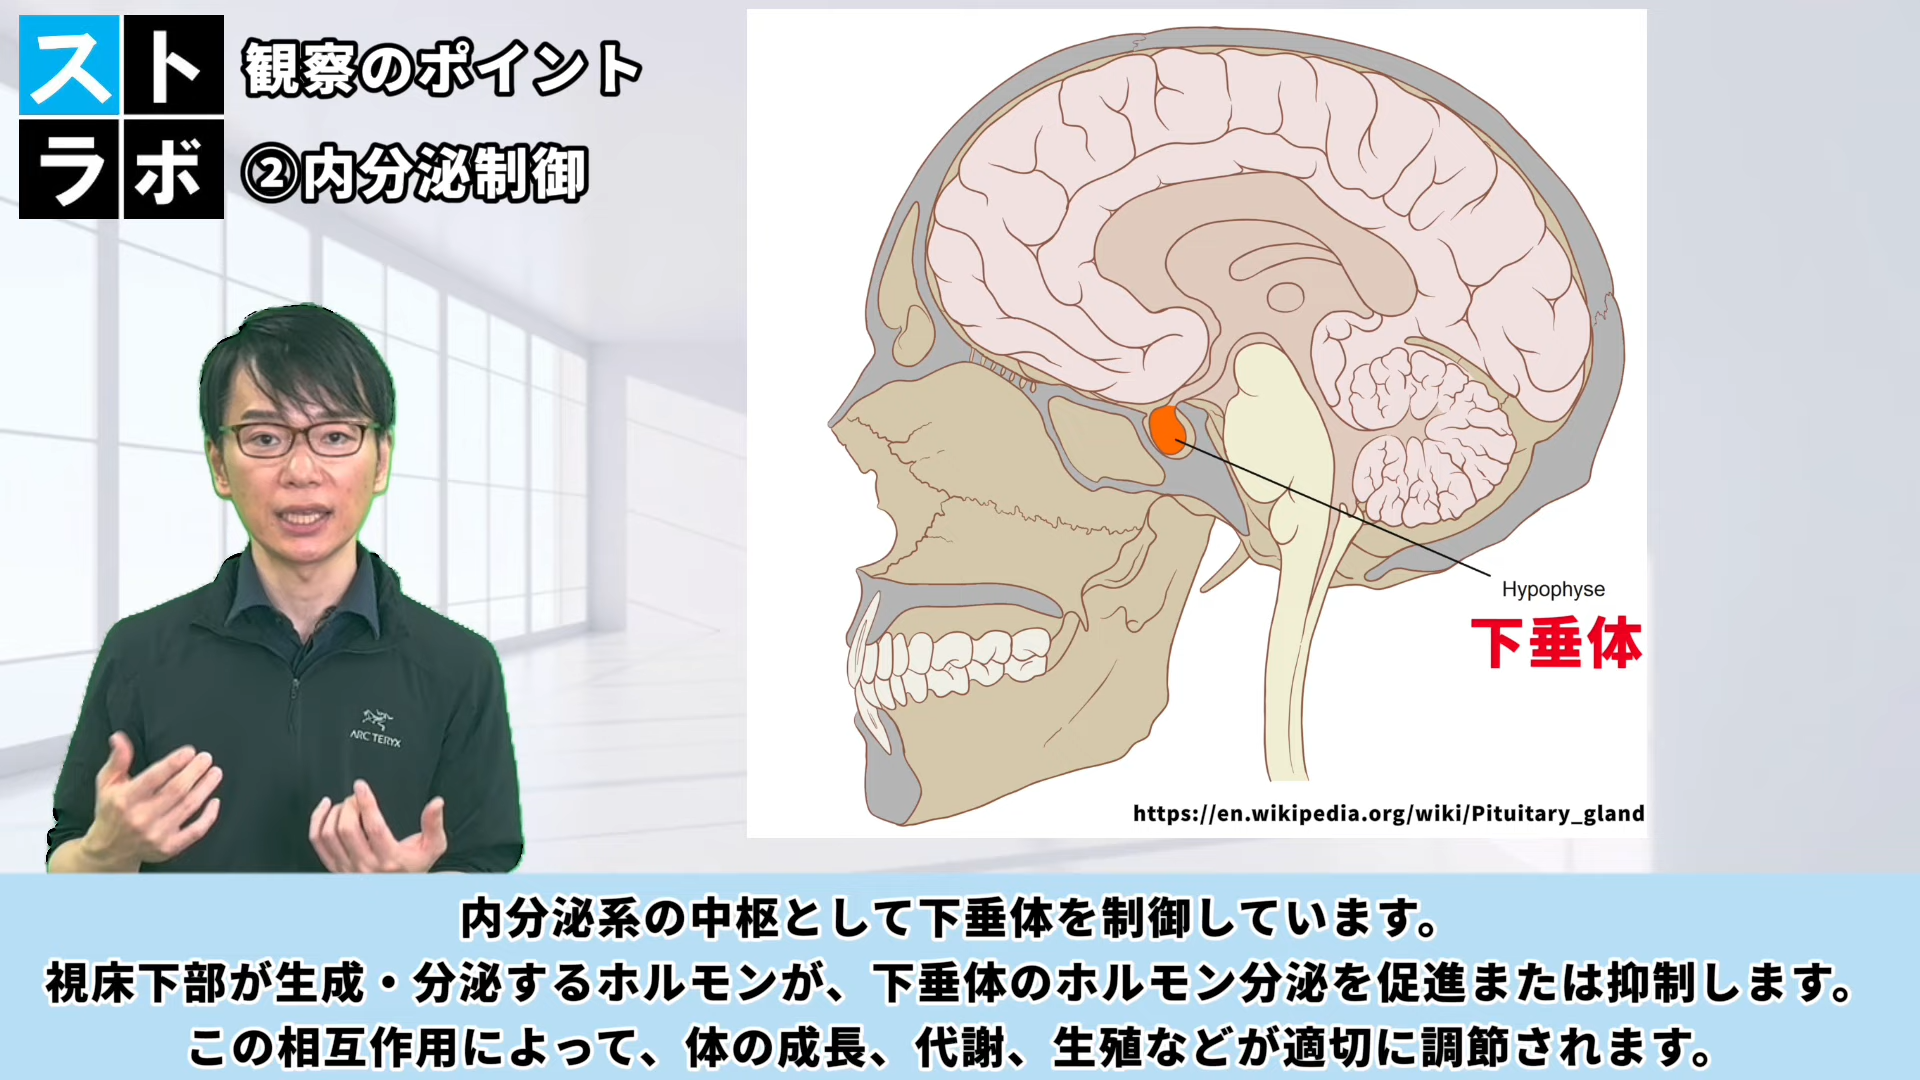 スト
ラボ
観察のポイント
②内分泌制御
Hypophyse
下垂体
https://en.wikipedia.org/wiki/Pituitary_gland
ARC'TERYX
内分泌系の中枢として下垂体を制御しています。
視床下部が生成・分泌するホルモンが、下垂体のホルモン分泌を促進または抑制します。
この相互作用によって、体の成長、代謝、生殖などが適切に調節されます。